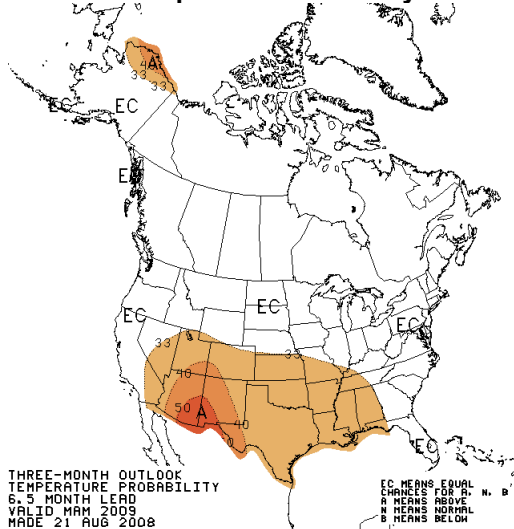 A
40
33
33
EC
EC
EC
EC
EC
EC
33
33
40
50
A
40
50
EC
THREE-MONTH OUTLOOK
TEMPERATURE PROBABILITY
6.5 MONTH LEAD
VALID MAM 2009
MADE 21 AUG 2008
EC MEANS EQUAL
CHANCES FOR A, N, B
A MEANS ABOVE
N MEANS NORMAL
B MEANS BELOW